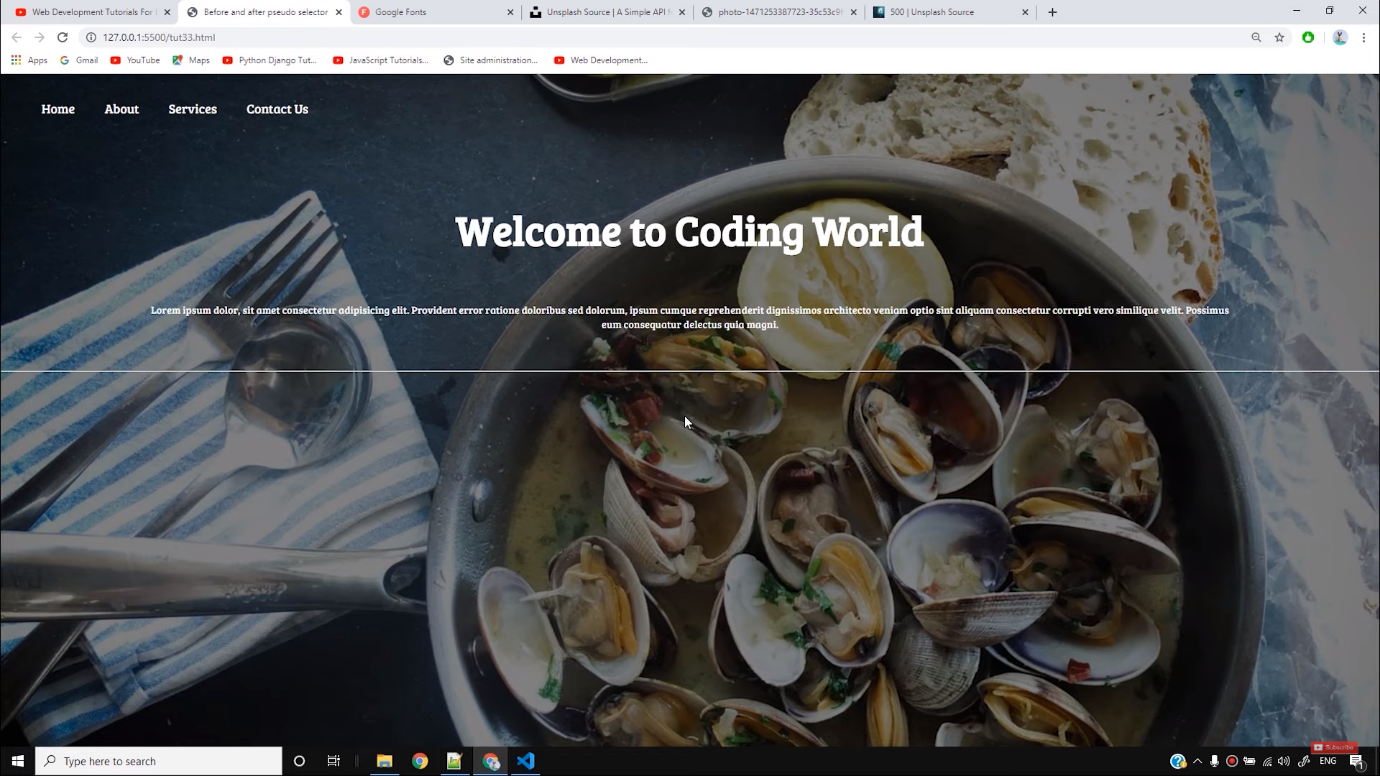 Web Development Tutorials For
Before and after pseudo selector
Google Fonts
Unsplash Source | A Simple API
photo-1471253387723-35c53c9
500 | Unsplash Source
127.0.0.1:5500/tut33.html
Apps
Gmail
YouTube
Maps
Python Django Tut...
JavaScript Tutorials...
Site administration...
Web Development...
Home
About
Services
Contact Us
Welcome to Coding World
Lorem ipsum dolor, sit amet consectetur adipisicing elit. Provident error ratione doloribus sed dolorum, ipsum cumque reprehenderit dignissimos architecto veniam optio sint aliquam consectetur corrupti vero similique velit. Possimus
eum consequatur delectus quia magni.
Subscribe
Type here to search
ENG